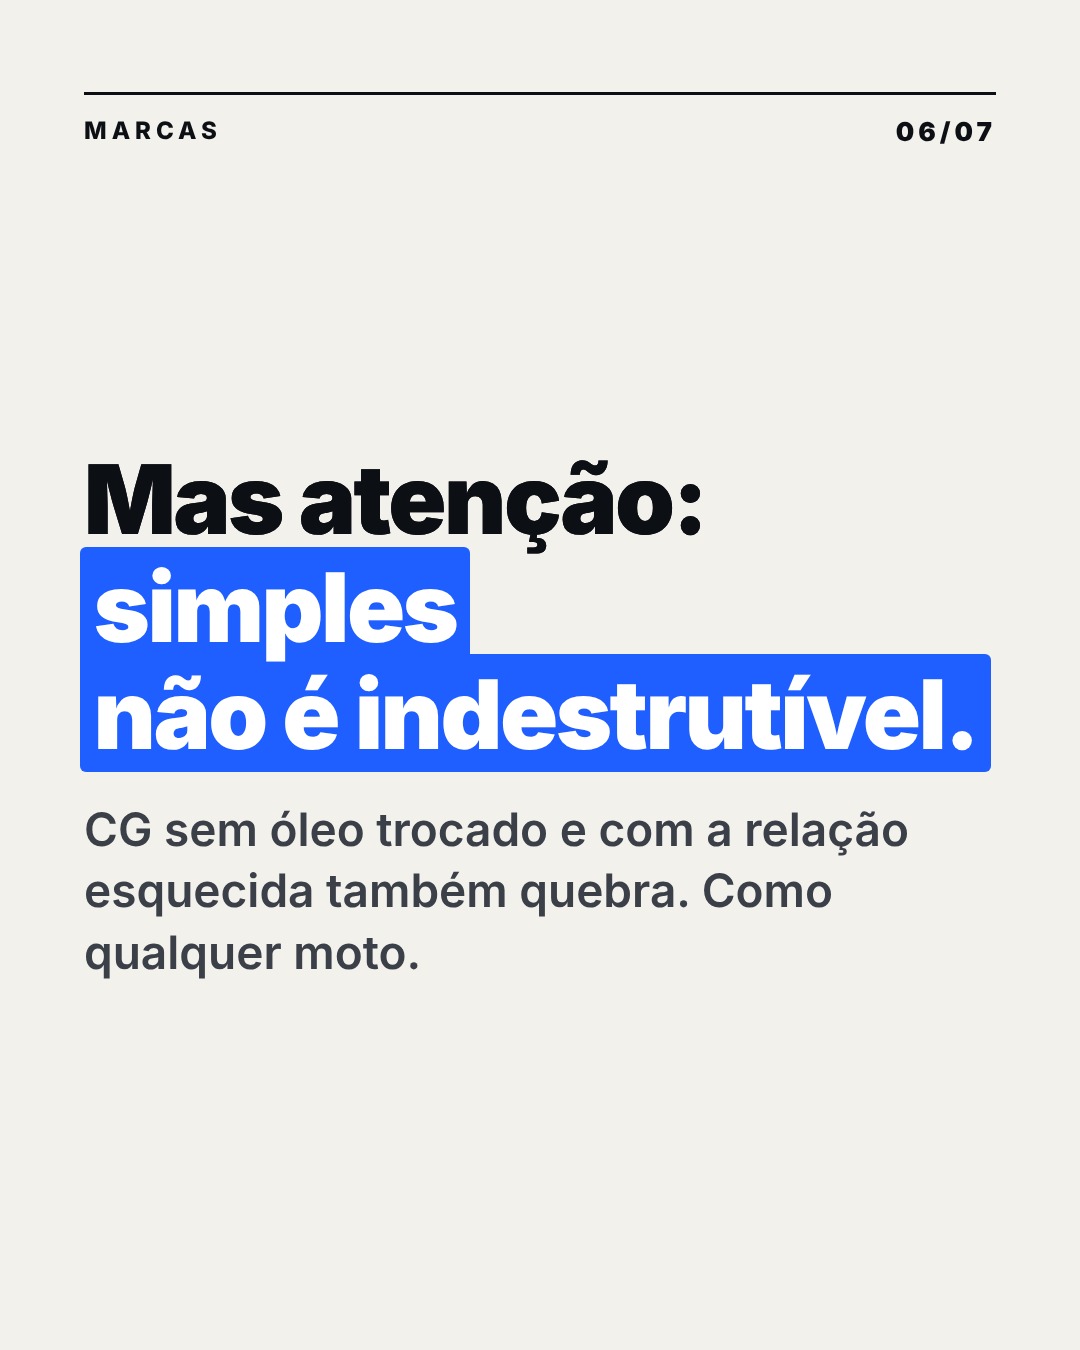 MARCAS
06/07
Mas atenção:
simples
não é indestrutível.
CG sem óleo trocado e com a relação
esquecida também quebra. Como
qualquer moto.